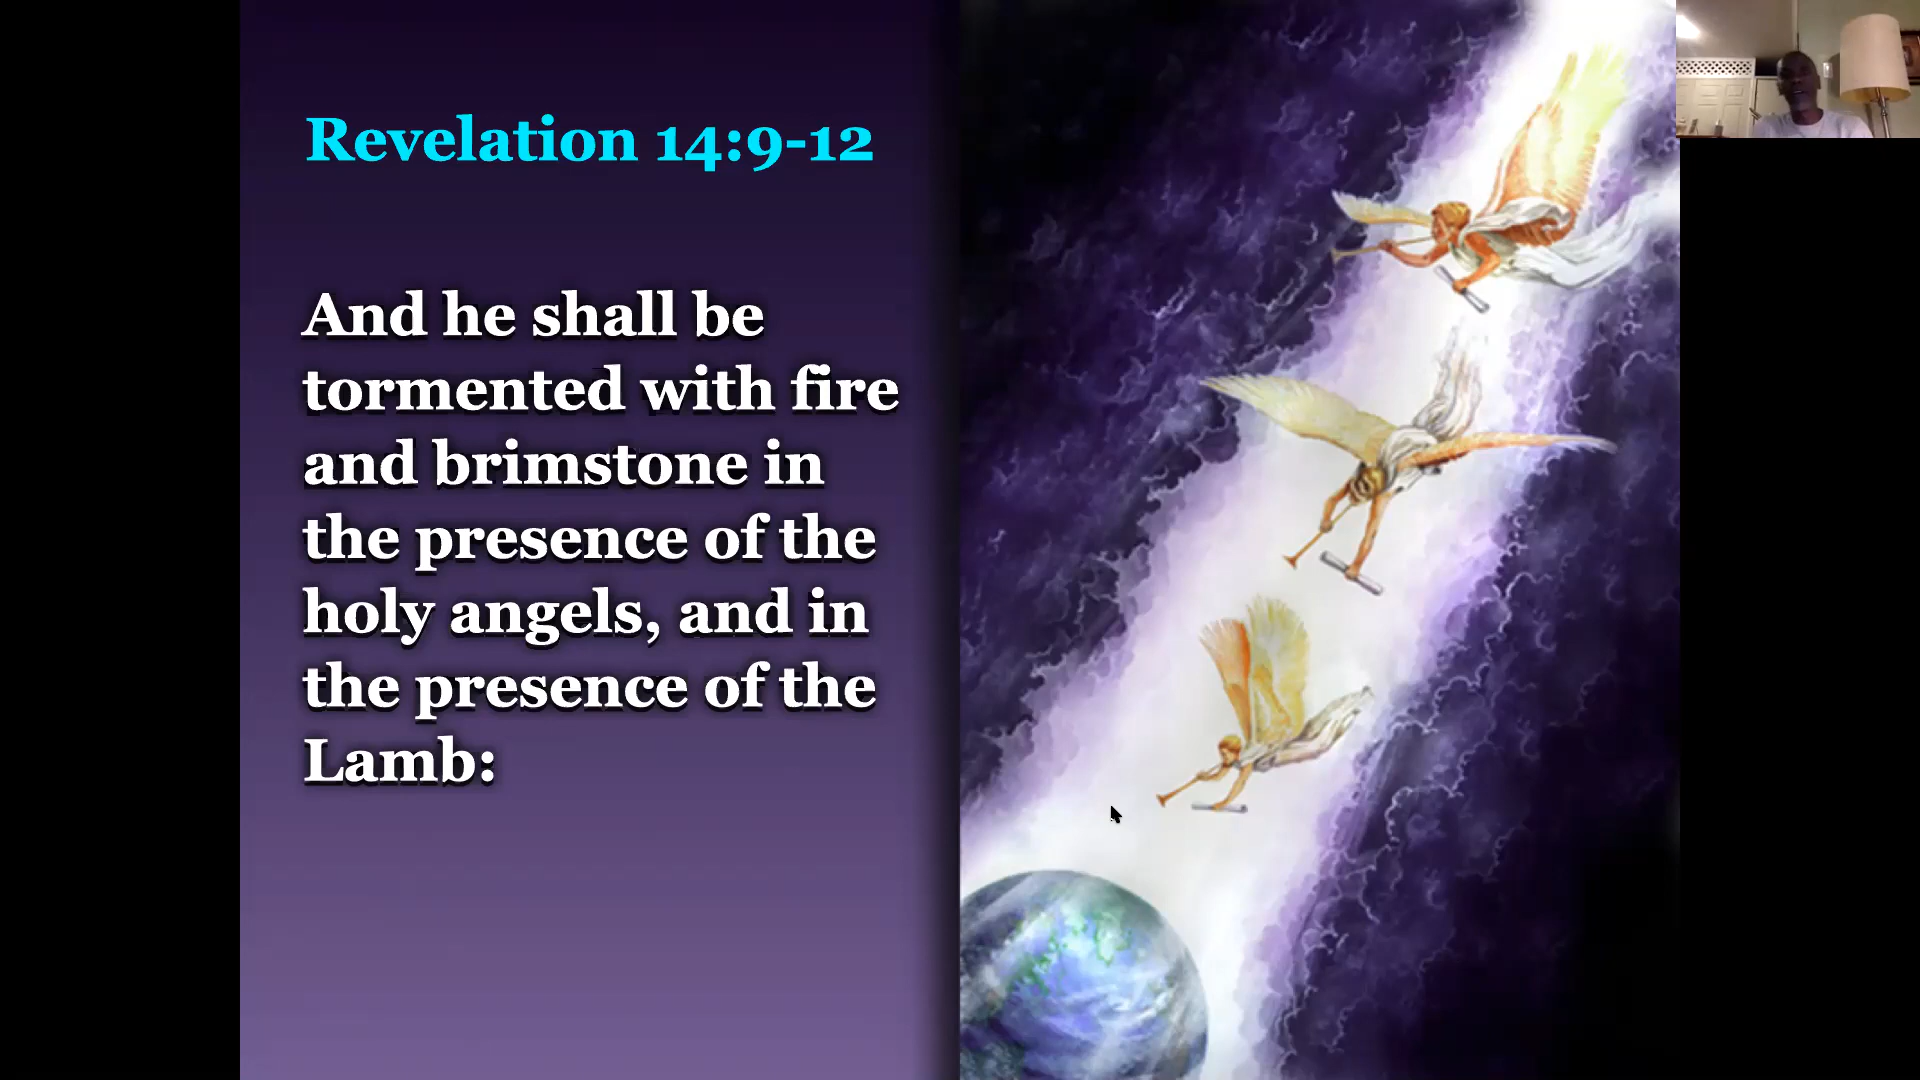 Revelation 14:9-12
And he shall be
tormented with fire
and brimstone in
the presence of the
holy angels, and in
the presence of the
Lamb: